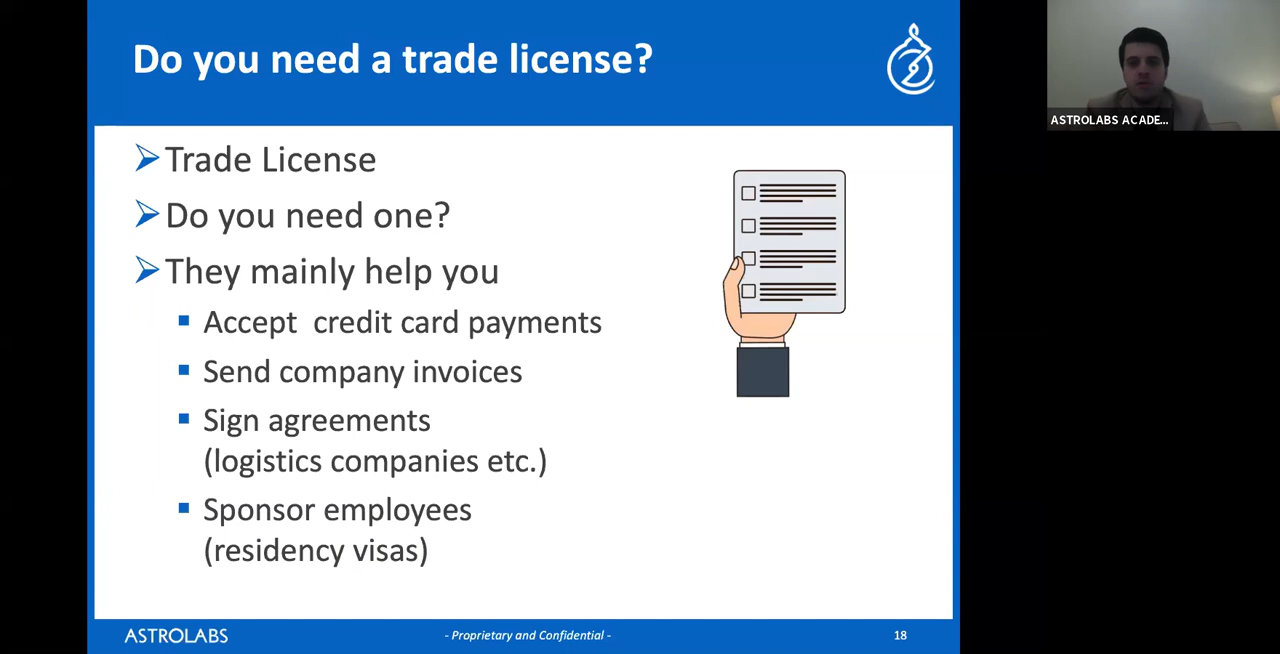 Do you need a trade license?
Trade License
Do you need one?
They mainly help you
Accept credit card payments
Send company invoices
Sign agreements
(logistics companies etc.)
Sponsor employees
(residency visas)
ASTROLABS
- Proprietary and Confidential -
18
ASTROLABS ACADE...